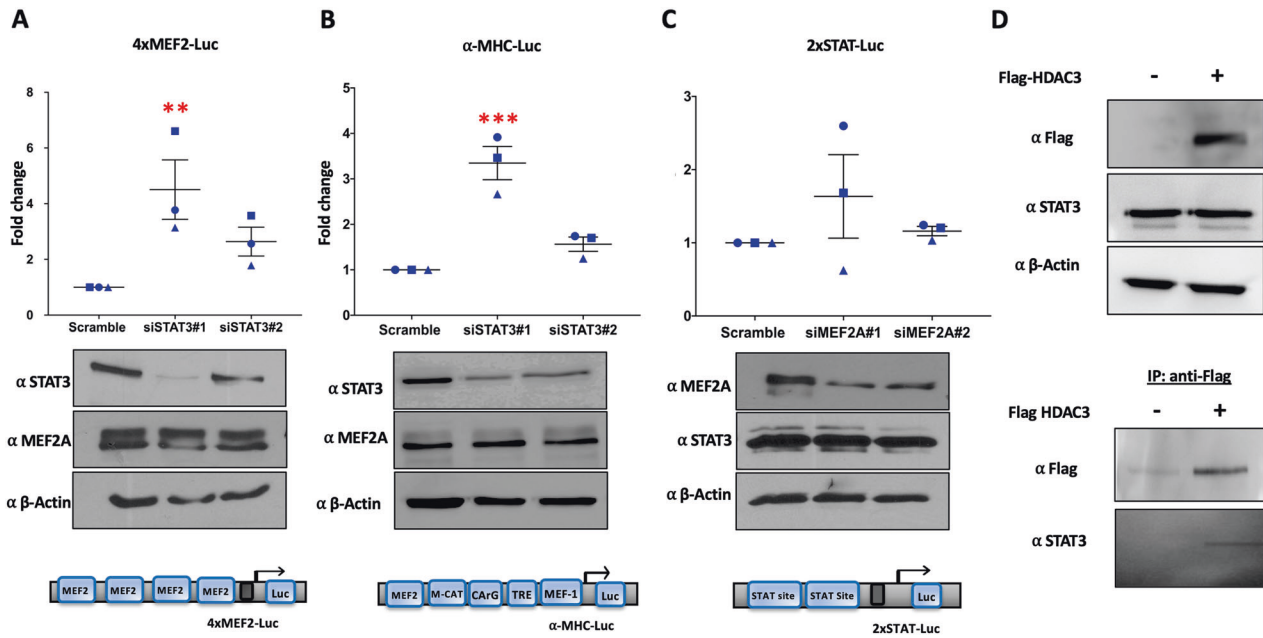 A
4xMEF2-Luc
Fold change
8
6
4
2
0
**
Scramble siSTAT3#1 siSTAT3#2
α STAT3
α MEF2A
α β-Actin
MEF2 MEF2 MEF2 MEF2 Luc
4xMEF2-Luc
B
α-MHC-Luc
Fold change
5
4
3
2
1
0
***
Scramble siSTAT3#1 siSTAT3#2
α STAT3
α MEF2A
α β-Actin
MEF2 M-CAT CArG TRE MEF-1 Luc
α-MHC-Luc
C
2xSTAT-Luc
3
2
1
0
Scramble siMEF2A#1 siMEF2A#2
α MEF2A
α STAT3
α β-Actin
STAT site STAT Site Luc
2xSTAT-Luc
D
Flag-HDAC3 - +
α Flag
α STAT3
α β-Actin
IP: anti-Flag
Flag HDAC3 - +
α Flag
α STAT3